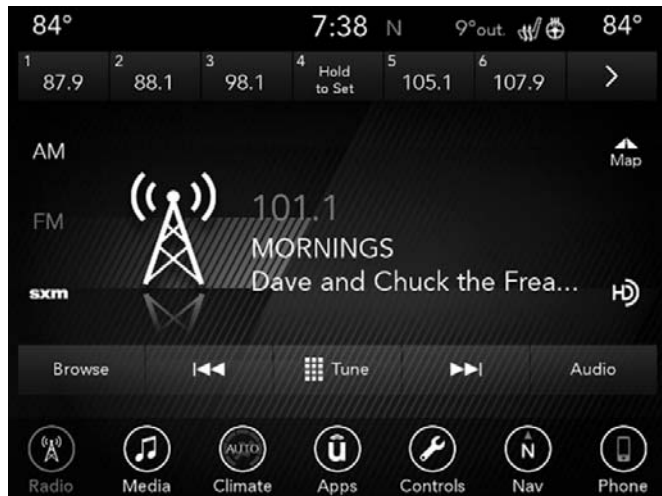 84° 7:38 N 9°out. 84°
1 87.9 2 88.1 3 98.1 4 Hold to Set 5 105.1 6 107.9 >
AM
Map
FM
101.1
MORNINGS
Dave and Chuck the Frea...
sxm
HD
Browse Tune Audio
AUTO û N
Radio Media Climate Apps Controls Nav Phone